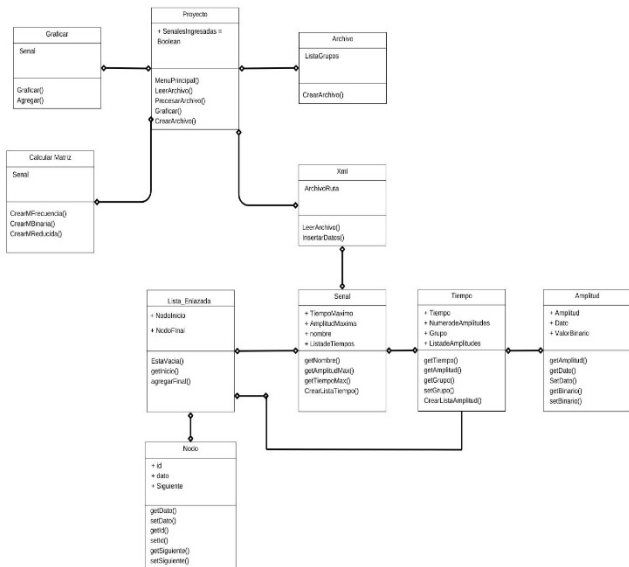 Proyecto
+ SenalesIngresadas =
Boolean
MenuPrincipal()
LeerArchivo()
ProcesarArchivo()
Graficar()
CrearArchivo()
Graficar
Senal
Graficar()
Agregar()
Archivo
ListaGrupos
CrearArchivo()
Calcular Matriz
Senal
CrearMFrecuencia()
CrearMBinaria()
CrearMReducida()
Xml
ArchivoRuta
LeerArchivo()
InsertarDatos()
Lista_Enlazada
+ NodoInicio
+ NodoFinal
EstaVacia()
getInicio()
agregarFinal()
Senal
+ TiempoMaximo
+ AmplitudMaxima
+ nombre
+ ListadeTiempos
getNombre()
getAmplitudMax()
getTiempoMax()
CrearListaTiempo()
Tiempo
+ Tiempo
+ NumerodeAmpitudes
+ Grupo
+ ListadeAmplitudes
getTiempo()
getAmplitud()
getGrupo()
setGrupo()
CrearListaAmplitud()
Amplitud
+ Amplitud
+ Dato
+ ValorBinario
getAmplitud()
getDato()
SetDato()
getBinario()
setBinario()
Nodo
+ id
+ dato
+ Siguiente
getDato()
setDato()
getId()
setId()
getSiguiente()
setSiguiente()